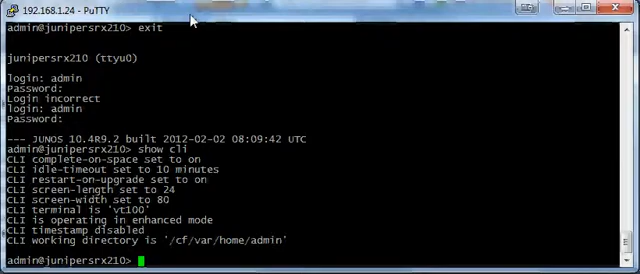 192.168.1.24 - PuTTY
admin@junipersrx210> exit
junipersrx210 (ttyu0)
login: admin
Password:
Login incorrect
login: admin
Password:
--- JUNOS 10.4R9.2 built 2012-02-02 08:09:42 UTC
admin@junipersrx210> show cli
CLI complete-on-space set to on
CLI idle-timeout set to 10 minutes
CLI restart-on-upgrade set to on
CLI screen-length set to 24
CLI screen-width set to 80
CLI terminal is 'vt100'
CLI is operating in enhanced mode
CLI timestamp disabled
CLI working directory is '/cf/var/home/admin'
admin@junipersrx210>